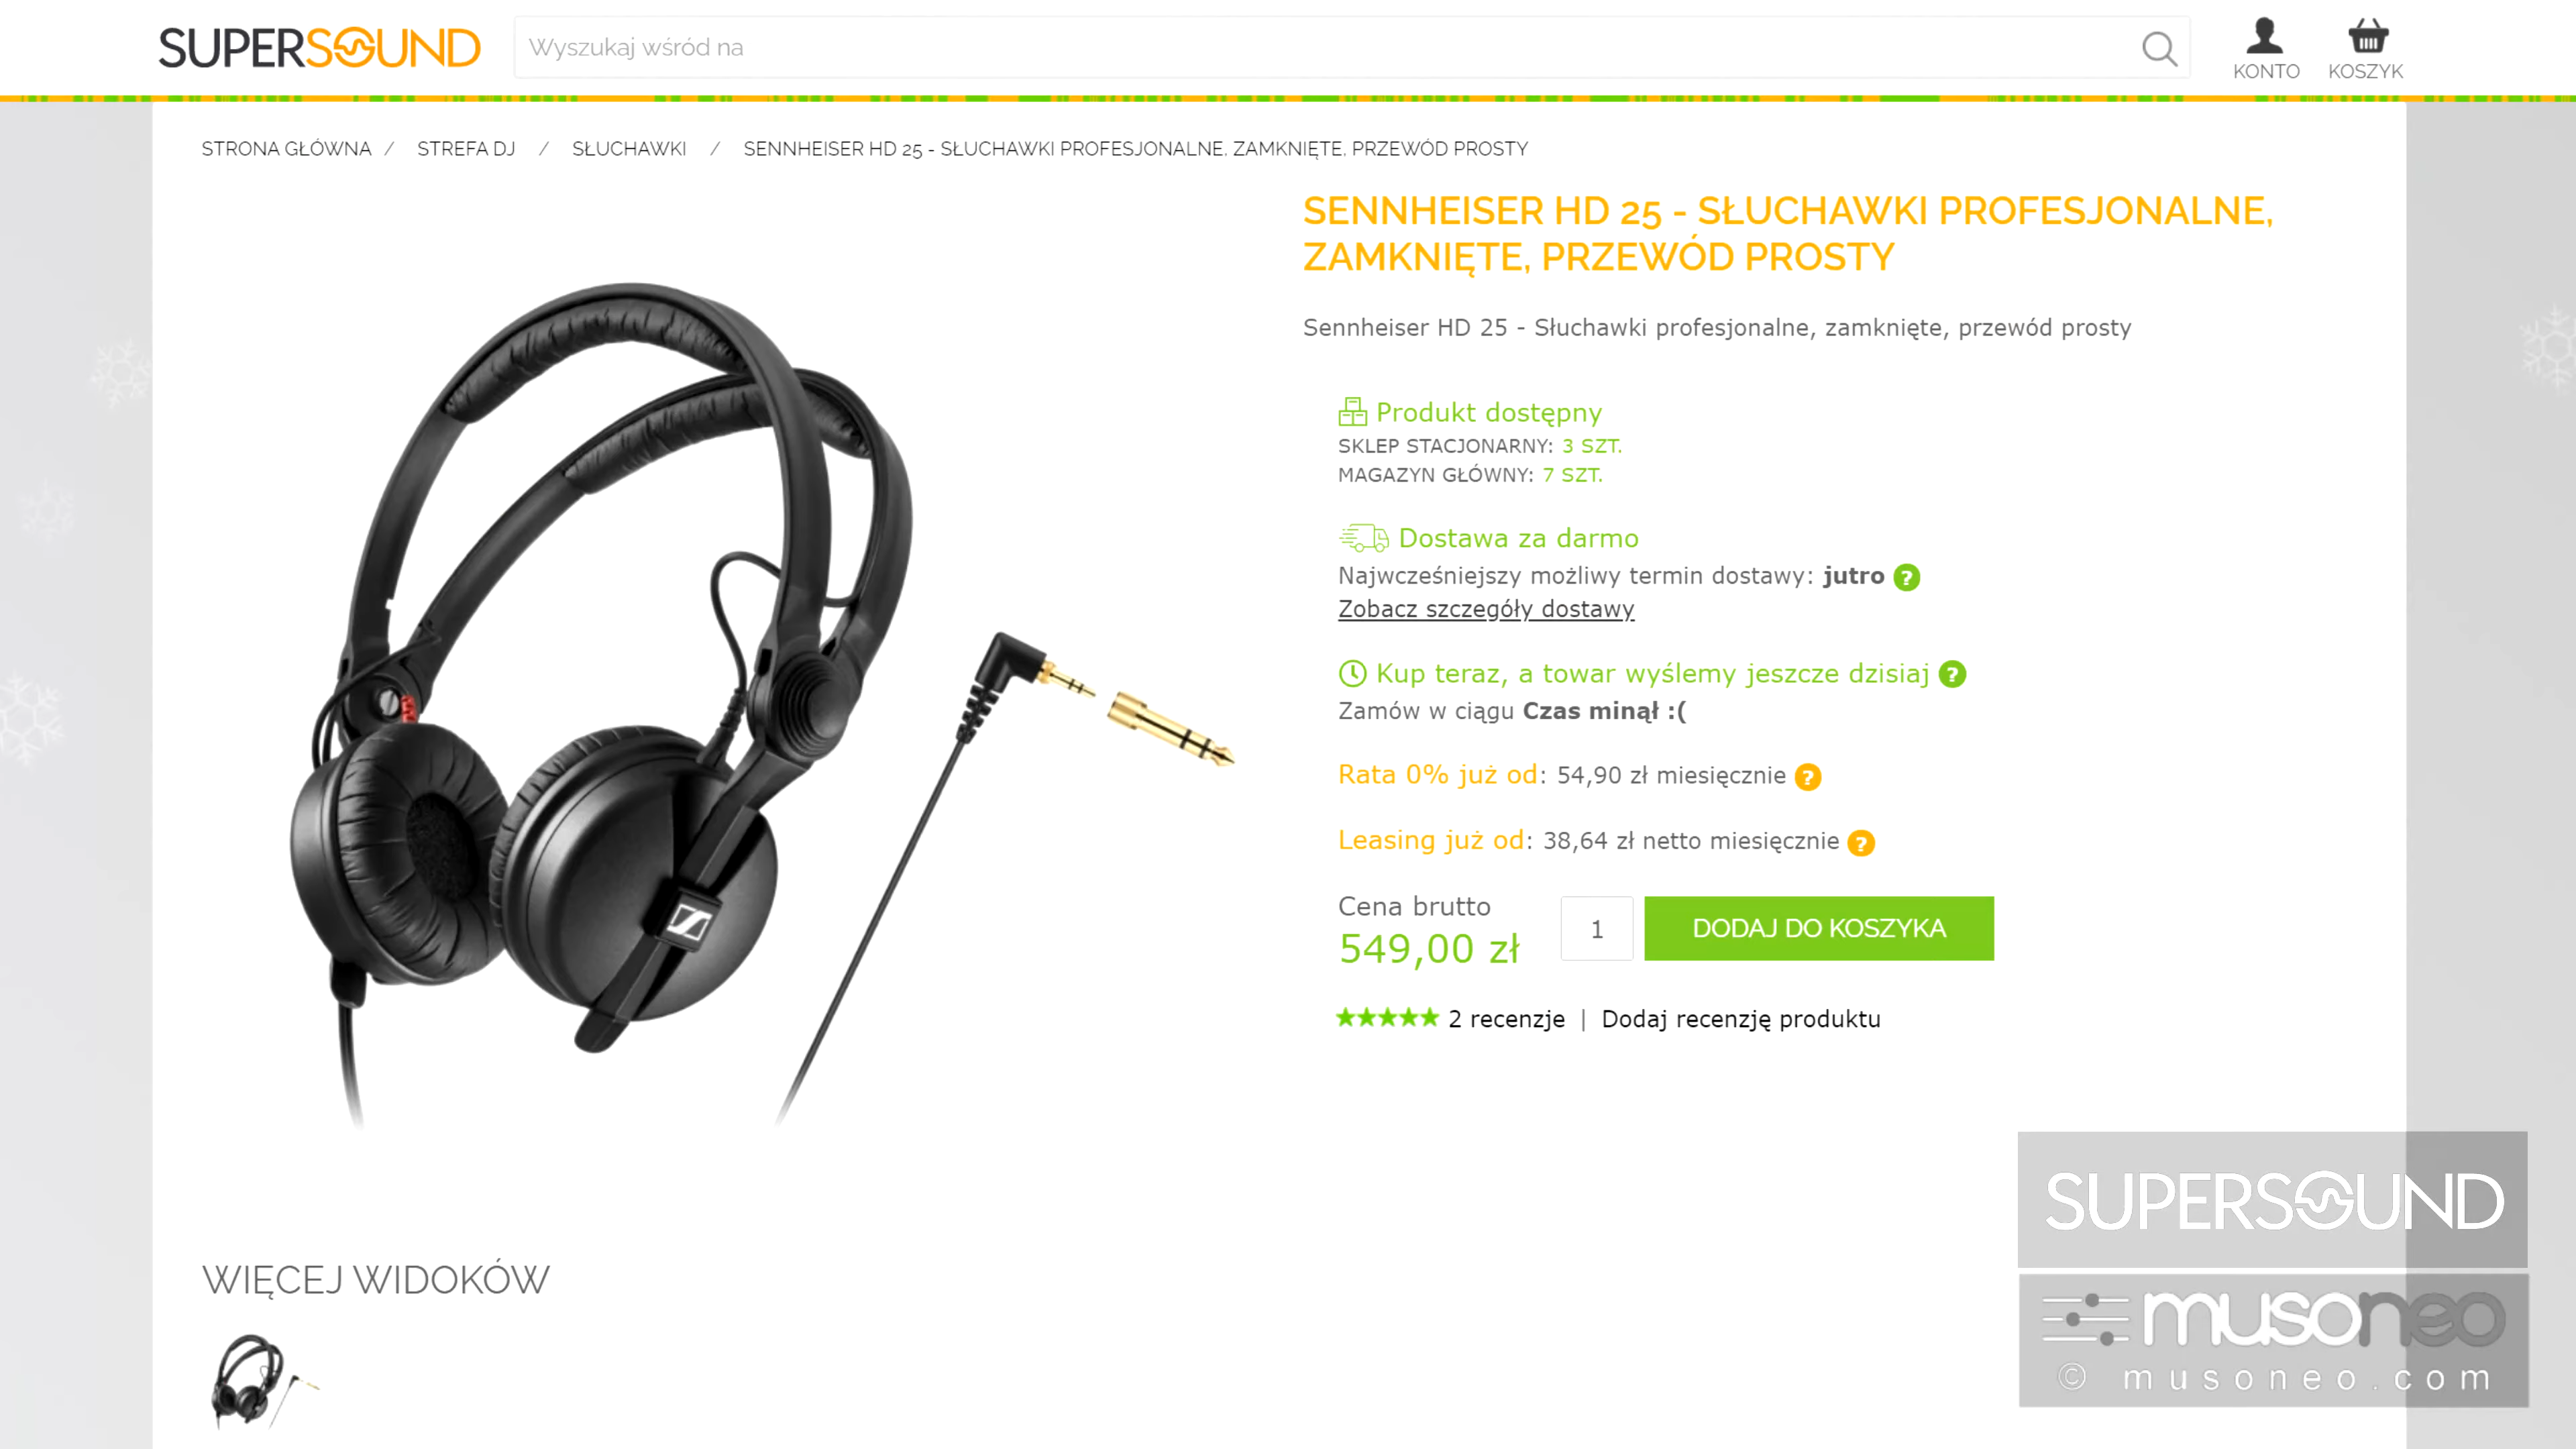 SUPERSOUND
Wyszukaj wśród na
KONTO
KOSZYK
STRONA GŁÓWNA / STREFA DJ / SŁUCHAWKI / SENNHEISER HD 25 - SŁUCHAWKI PROFESJONALNE, ZAMKNIĘTE, PRZEWÓD PROSTY
SENNHEISER HD 25 - SŁUCHAWKI PROFESJONALNE,
ZAMKNIĘTE, PRZEWÓD PROSTY
Sennheiser HD 25 - Słuchawki profesjonalne, zamknięte, przewód prosty
Produkt dostępny
SKLEP STACJONARNY: 3 SZT.
MAGAZYN GŁÓWNY: 7 SZT.
Dostawa za darmo
Najwcześniejszy możliwy termin dostawy: jutro ?
Zobacz szczegóły dostawy
Kup teraz, a towar wyślemy jeszcze dzisiaj ?
Zamów w ciągu Czas minął :(
Rata 0% już od: 54,90 zł miesięcznie ?
Leasing już od: 38,64 zł netto miesięcznie ?
Cena brutto
549,00 zł
1
DODAJ DO KOSZYKA
2 recenzje | Dodaj recenzję produktu
WIĘCEJ WIDOKÓW
SUPERSOUND
musoneo
© musoneo.com